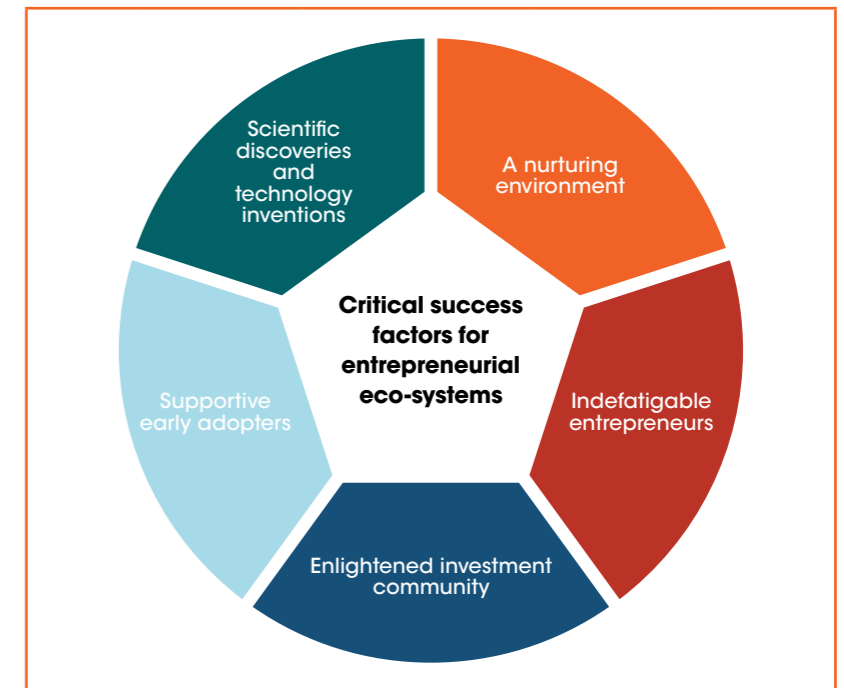 Scientific
discoveries
and
technology
inventions
A nurturing
environment
Critical success
factors for
entrepreneurial
eco-systems
Supportive
early adopters
Indefatigable
entrepreneurs
Enlightened investment
community